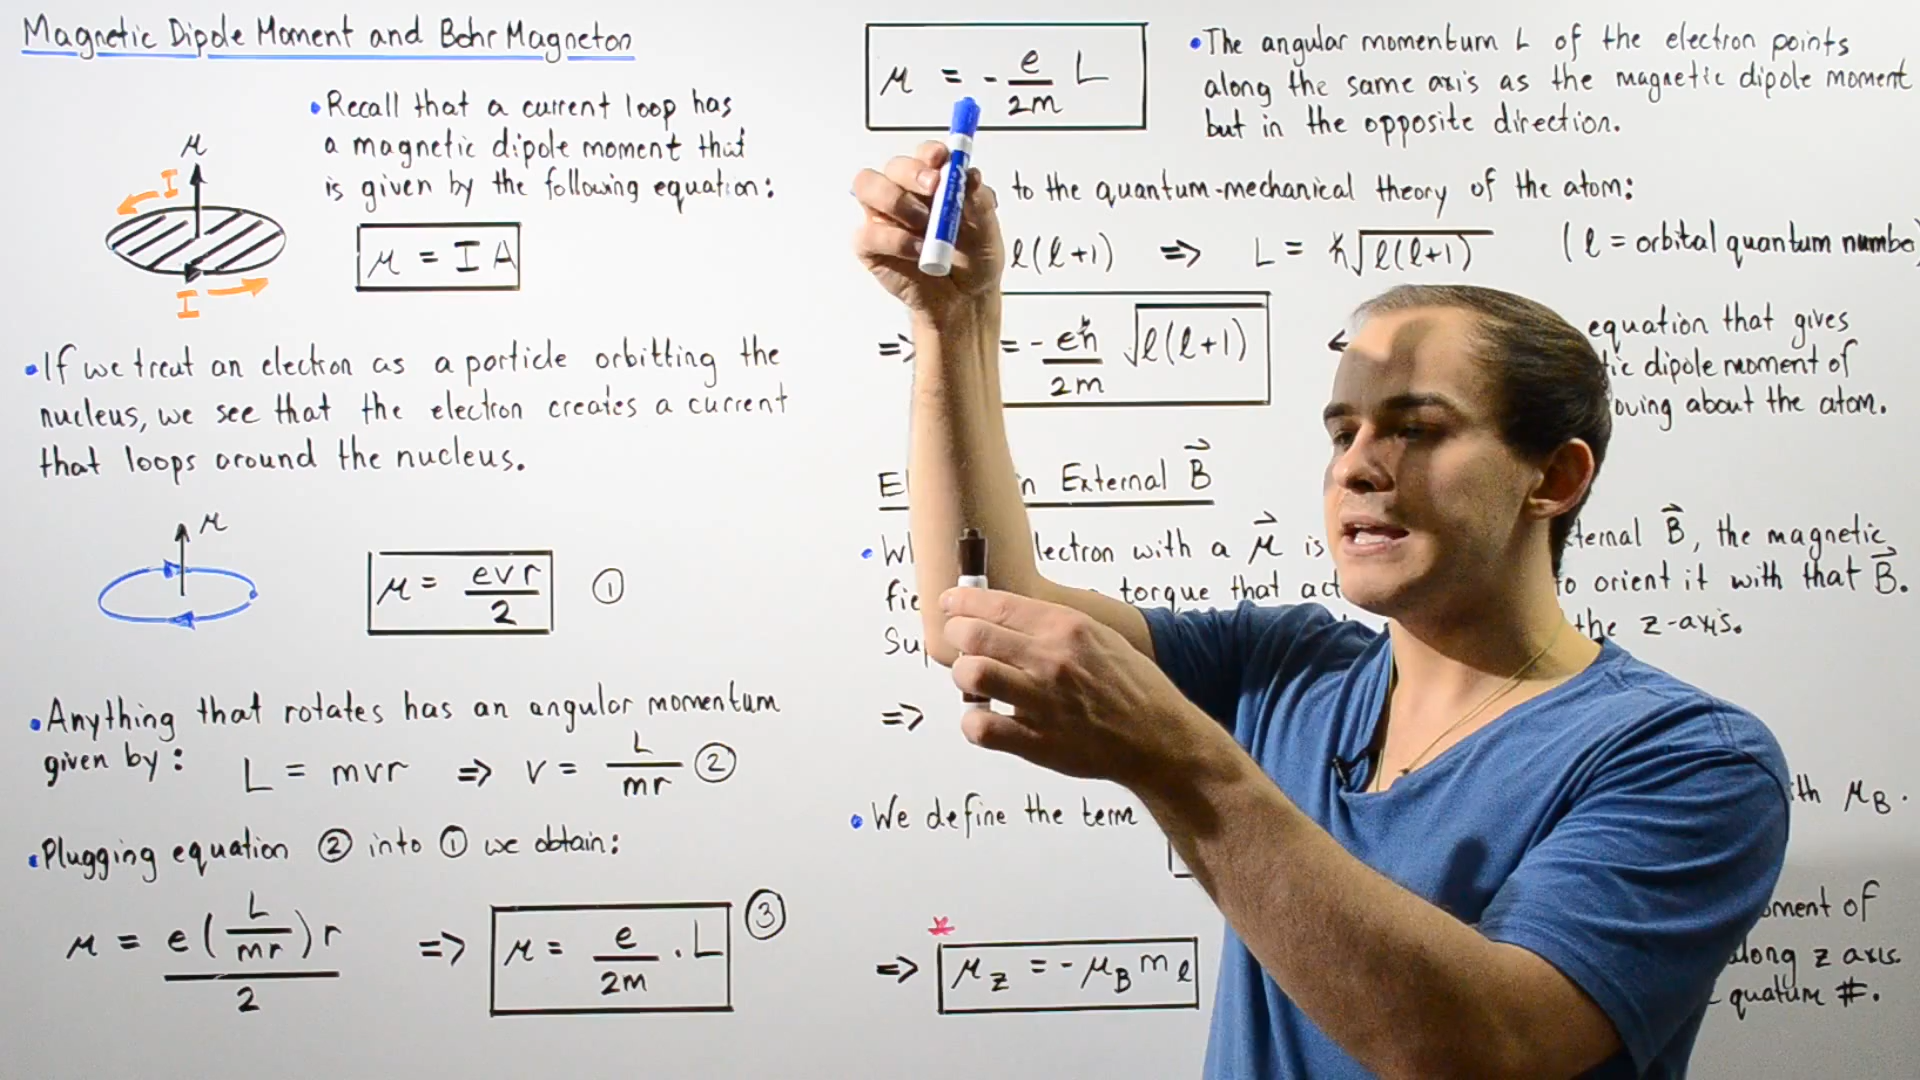 Magnetic Dipole Moment and Bohr Magneton
• Recall that a current loop has
a magnetic dipole moment that
is given by the following equation:
μ
I
I
μ = IA
• If we treat an electron as a particle orbitting the
nucleus, we see that the electron creates a current
that loops around the nucleus.
μ
μ = evr/2 ①
• Anything that rotates has an angular momentum
given by: L = mvr => v = L/mr ②
• Plugging equation ② into ① we obtain:
μ = e(L/mr)r/2 => μ = e/2m · L ③
μ = - e/2m L
• The angular momentum L of the electron points
along the same axis as the magnetic dipole moment
but in the opposite direction.
to the quantum-mechanical theory of the atom:
l(l+1) => L = ħ√l(l+1) (l = orbital quantum
=> = - eħ/2m √l(l+1)
equation that gives
dipole moment of
about the atom.
in External B⃗
• with a μ⃗ is B⃗, the magnetic
torque that to orient it with that B⃗.
the z-axis.
=>
• We define the term with μB.
=> μz = -μB ml
of
along z axis.
quatum #.